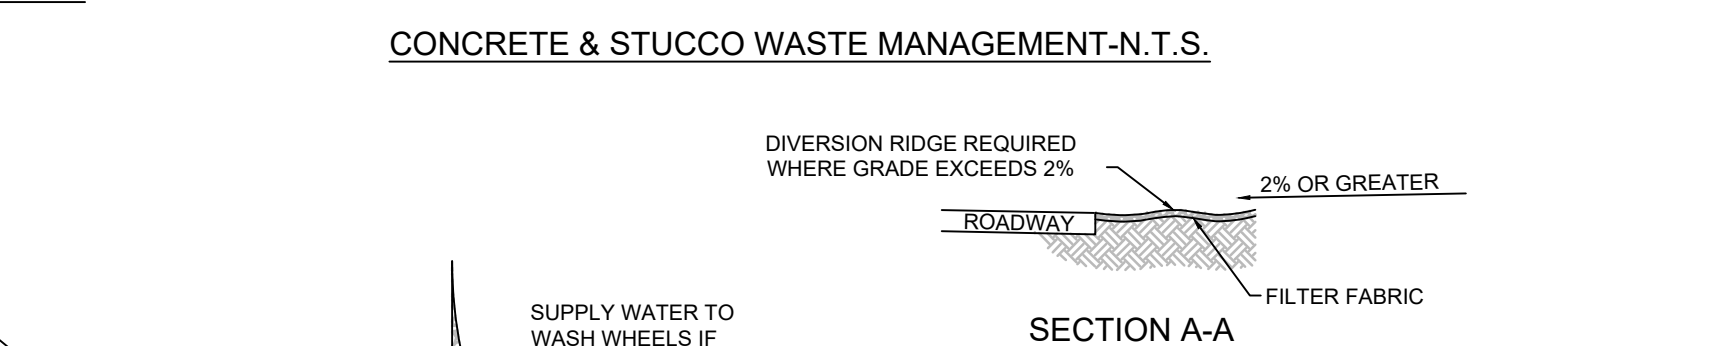 CONCRETE & STUCCO WASTE MANAGEMENT-N.T.S.
DIVERSION RIDGE REQUIRED
WHERE GRADE EXCEEDS 2%
2% OR GREATER
ROADWAY
FILTER FABRIC
SECTION A-A
SUPPLY WATER TO
WASH WHEELS IF